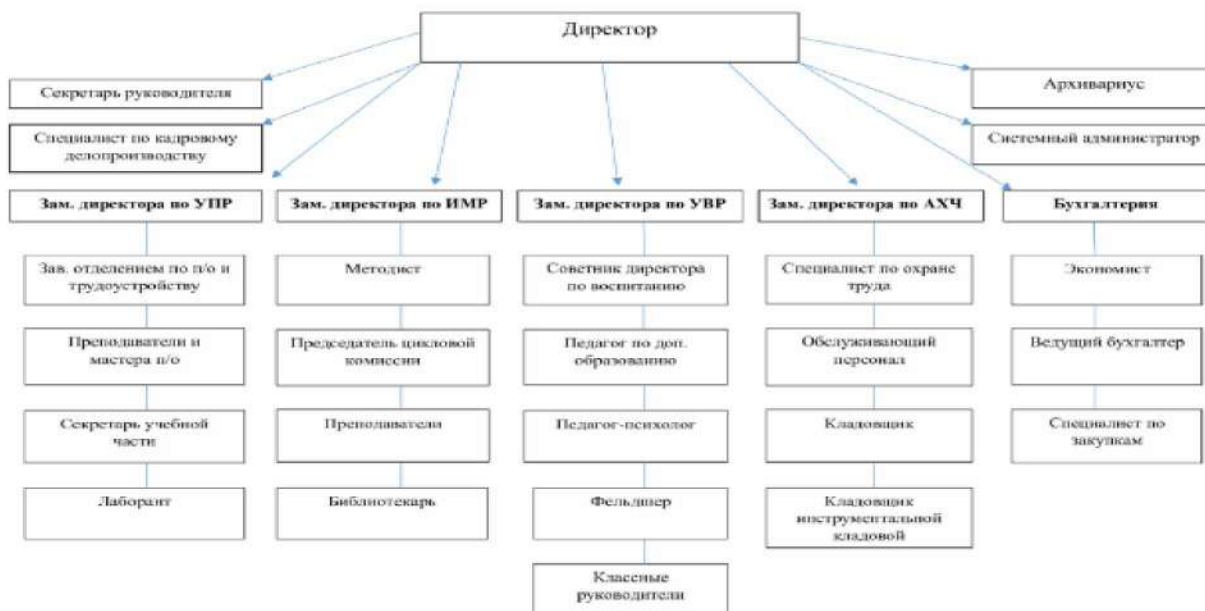 Директор
Секретарь руководителя
Архивариус
Специалист по кадровому
делопроизводству
Системный администратор
Зам. директора по УПР
Зам. директора по ИМР
Зам. директора по УВР
Зам. директора по АХЧ
Бухгалтерия
Зав. отделением по п/о и
трудоустройству
Методист
Советник директора
по воспитанию
Специалист по охране
труда
Экономист
Преподаватели и
мастера п/о
Председатель цикловой
комиссии
Педагог по доп.
образованию
Обслуживающий
персонал
Ведущий бухгалтер
Секретарь учебной
части
Преподаватели
Педагог-психолог
Кладовщик
Специалист по
закупкам
Лаборант
Библиотекарь
Фельдшер
Кладовщик
инструментальной
кладовой
Классные
руководители